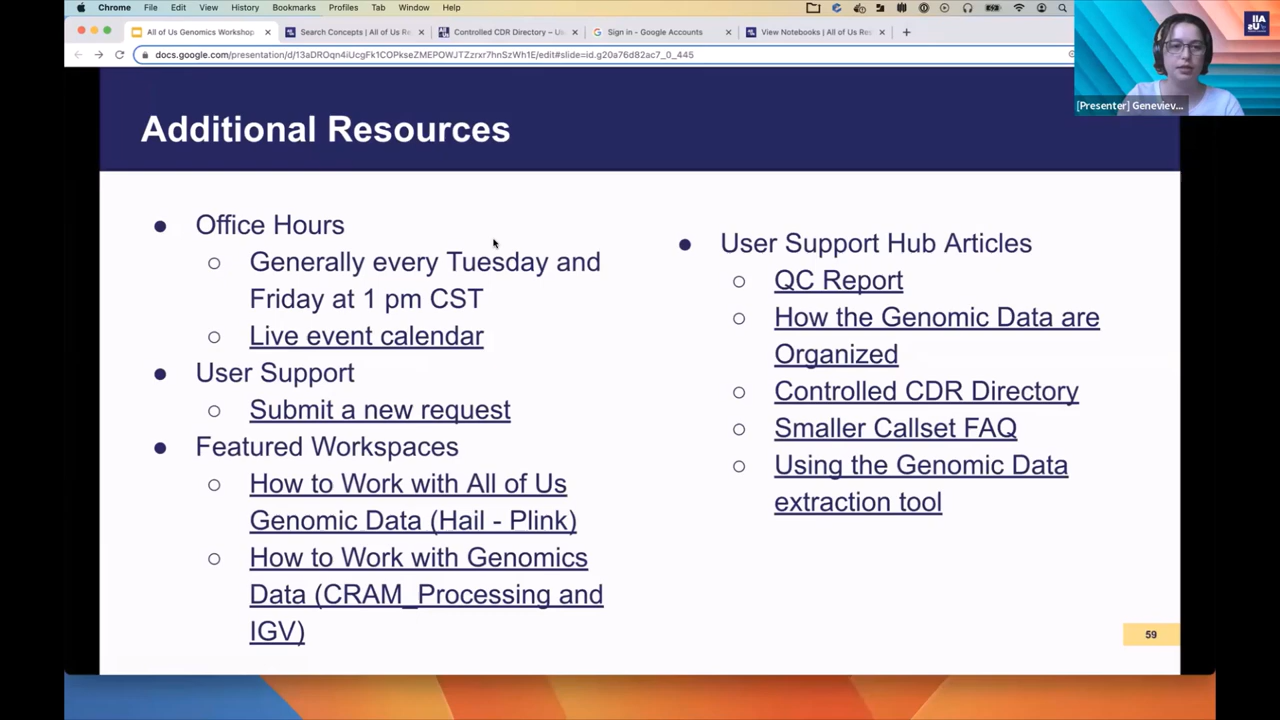 Chrome File Edit View History Bookmarks Profiles Tab Window Help
All of Us Genomics Workshop
Search Concepts | All of Us Re
Controlled CDR Directory – Us
Sign in - Google Accounts
View Notebooks | All of Us Re
docs.google.com/presentation/d/13aDROqn4iUcgFk1COPkseZMEPOWJTZzrxr7hnSzWh1E/edit#slide=id.g20a76d82ac7_0_445
[Presenter] Geneviev...
Additional Resources
Office Hours
Generally every Tuesday and
Friday at 1 pm CST
Live event calendar
User Support
Submit a new request
Featured Workspaces
How to Work with All of Us
Genomic Data (Hail - Plink)
How to Work with Genomics
Data (CRAM_Processing and
IGV)
User Support Hub Articles
QC Report
How the Genomic Data are
Organized
Controlled CDR Directory
Smaller Callset FAQ
Using the Genomic Data
extraction tool
59